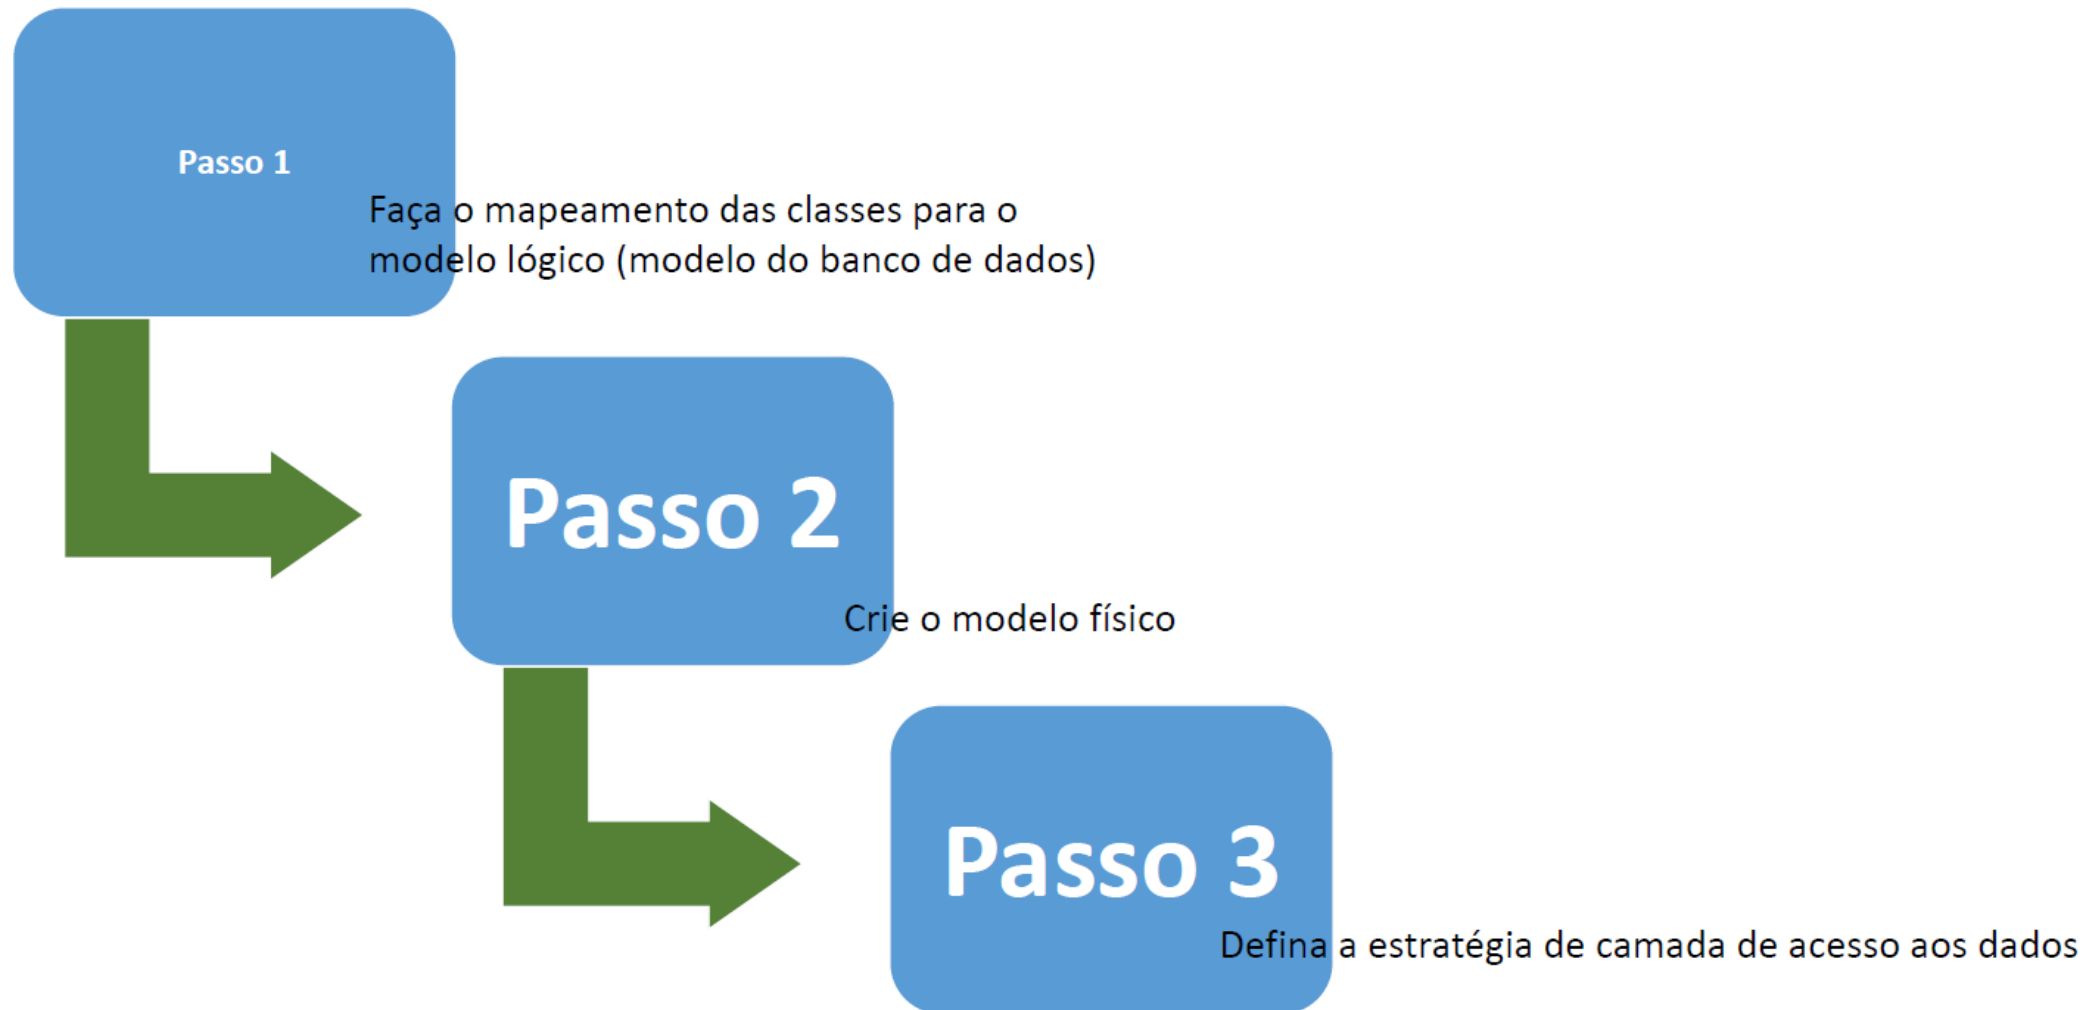 Passo 1
Faça o mapeamento das classes para o
modelo lógico (modelo do banco de dados)
Passo 2
Crie o modelo físico
Passo 3
Defina a estratégia de camada de acesso aos dados